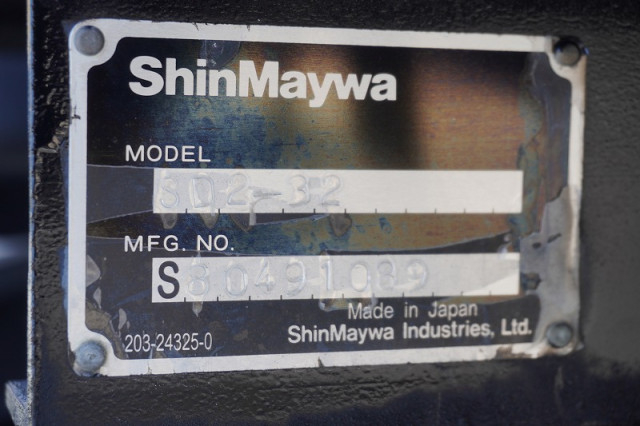 ShinMaywa
MODEL
SD2-32
MFG. NO.
S80491089
Made in Japan
203-24325-0
ShinMaywa Industries, Ltd.